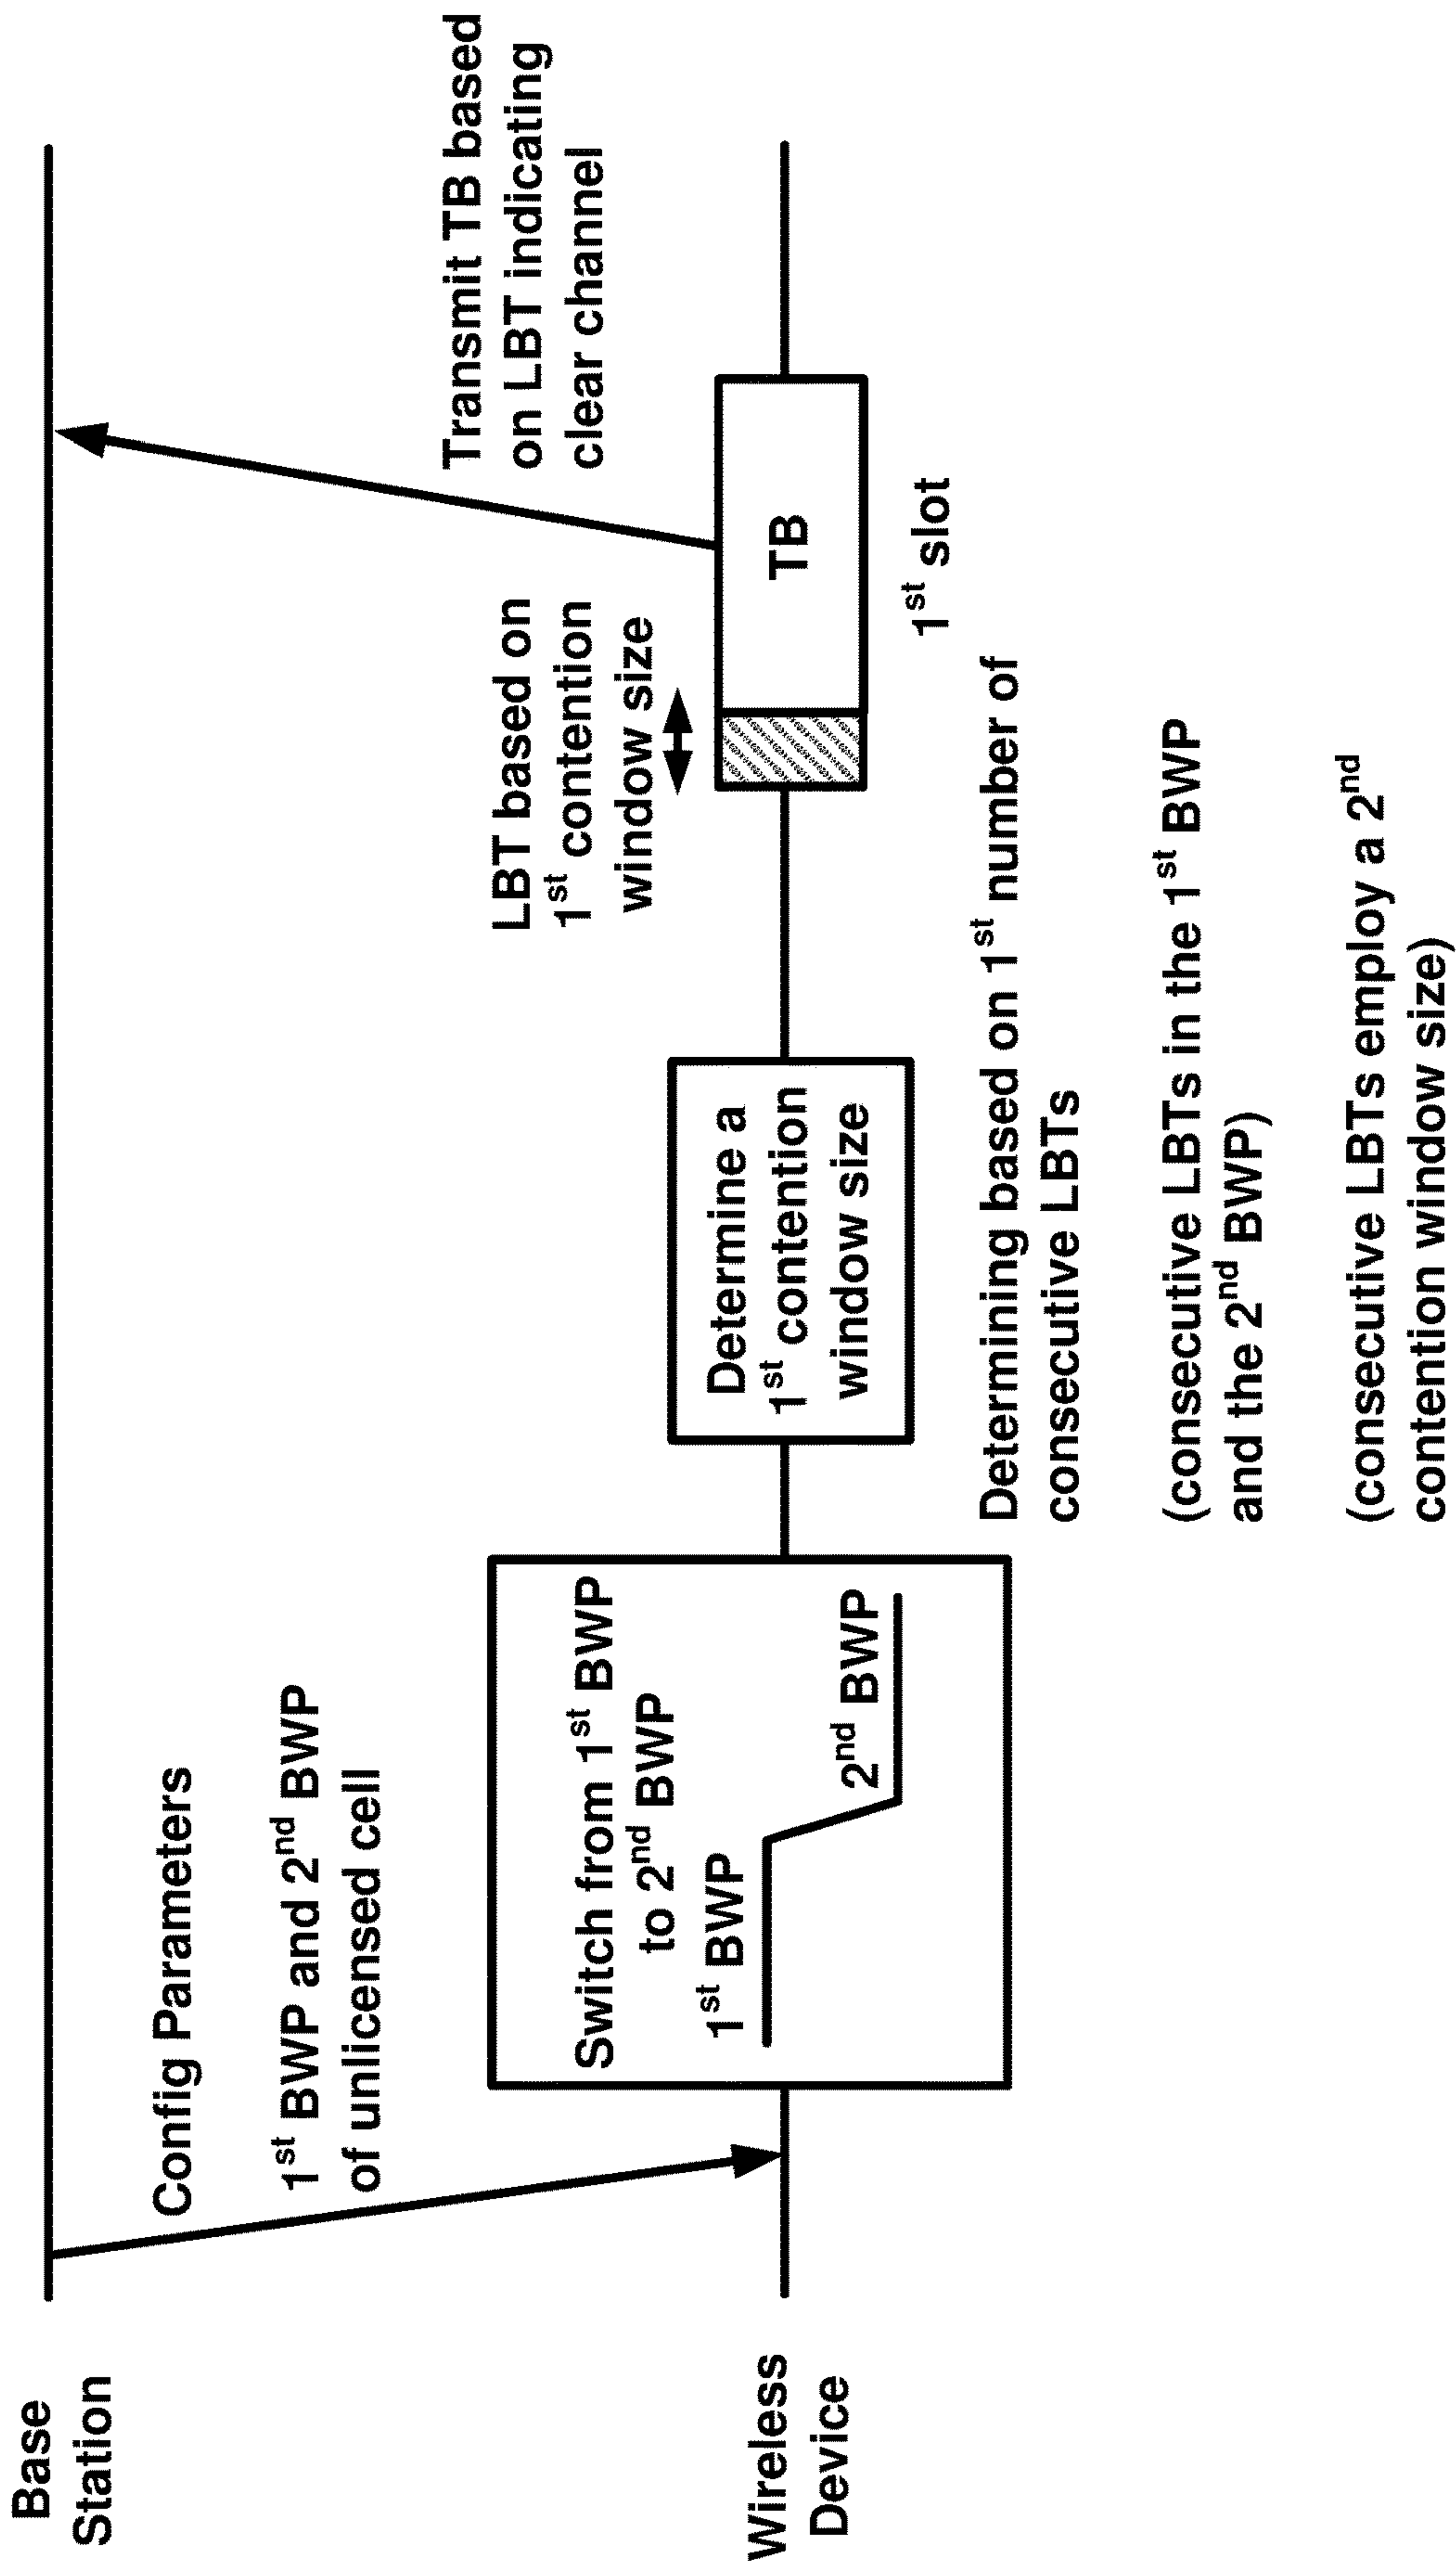 Base
Station
Config Parameters
1st BWP and 2nd BWP
of unlicensed cell
Transmit TB based
on LBT indicating
clear channel
LBT based on
1st contention
window size
Wireless
Device
Switch from 1st BWP
to 2nd BWP
1st BWP
2nd BWP
Determine a
1st contention
window size
TB
1st slot
Determining based on 1st number of
consecutive LBTs
(consecutive LBTs in the 1st BWP
and the 2nd BWP)
(consecutive LBTs employ a 2nd
contention window size)